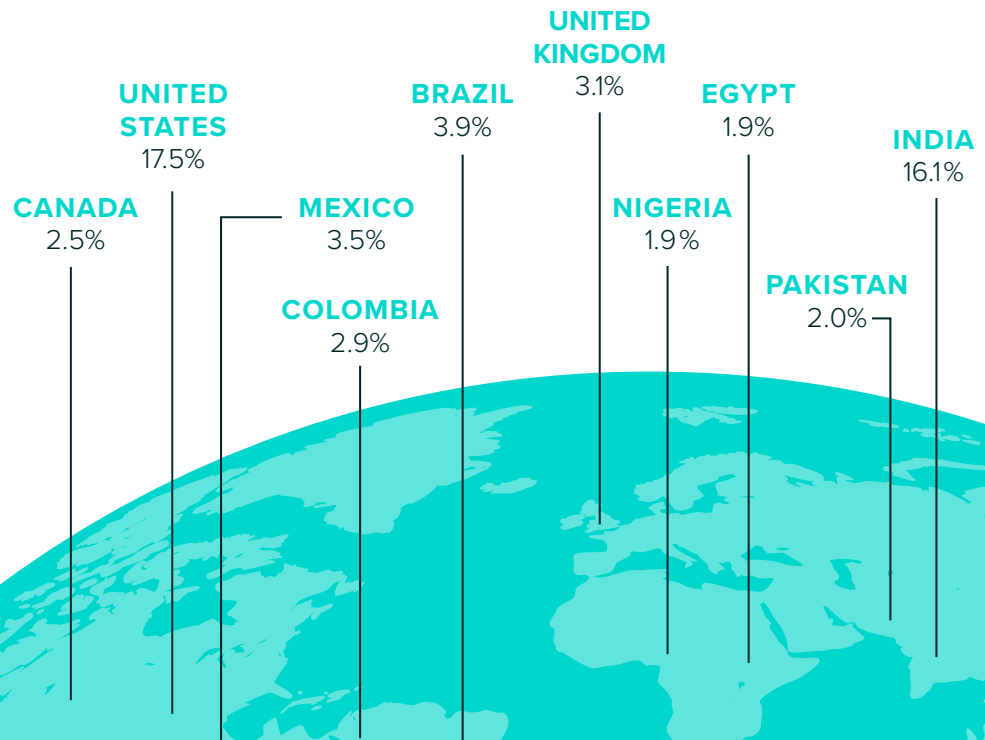 UNITED
KINGDOM
3.1%
UNITED
STATES
17.5%
BRAZIL
3.9%
EGYPT
1.9%
INDIA
16.1%
CANADA
2.5%
MEXICO
3.5%
NIGERIA
1.9%
PAKISTAN
2.0%
COLOMBIA
2.9%